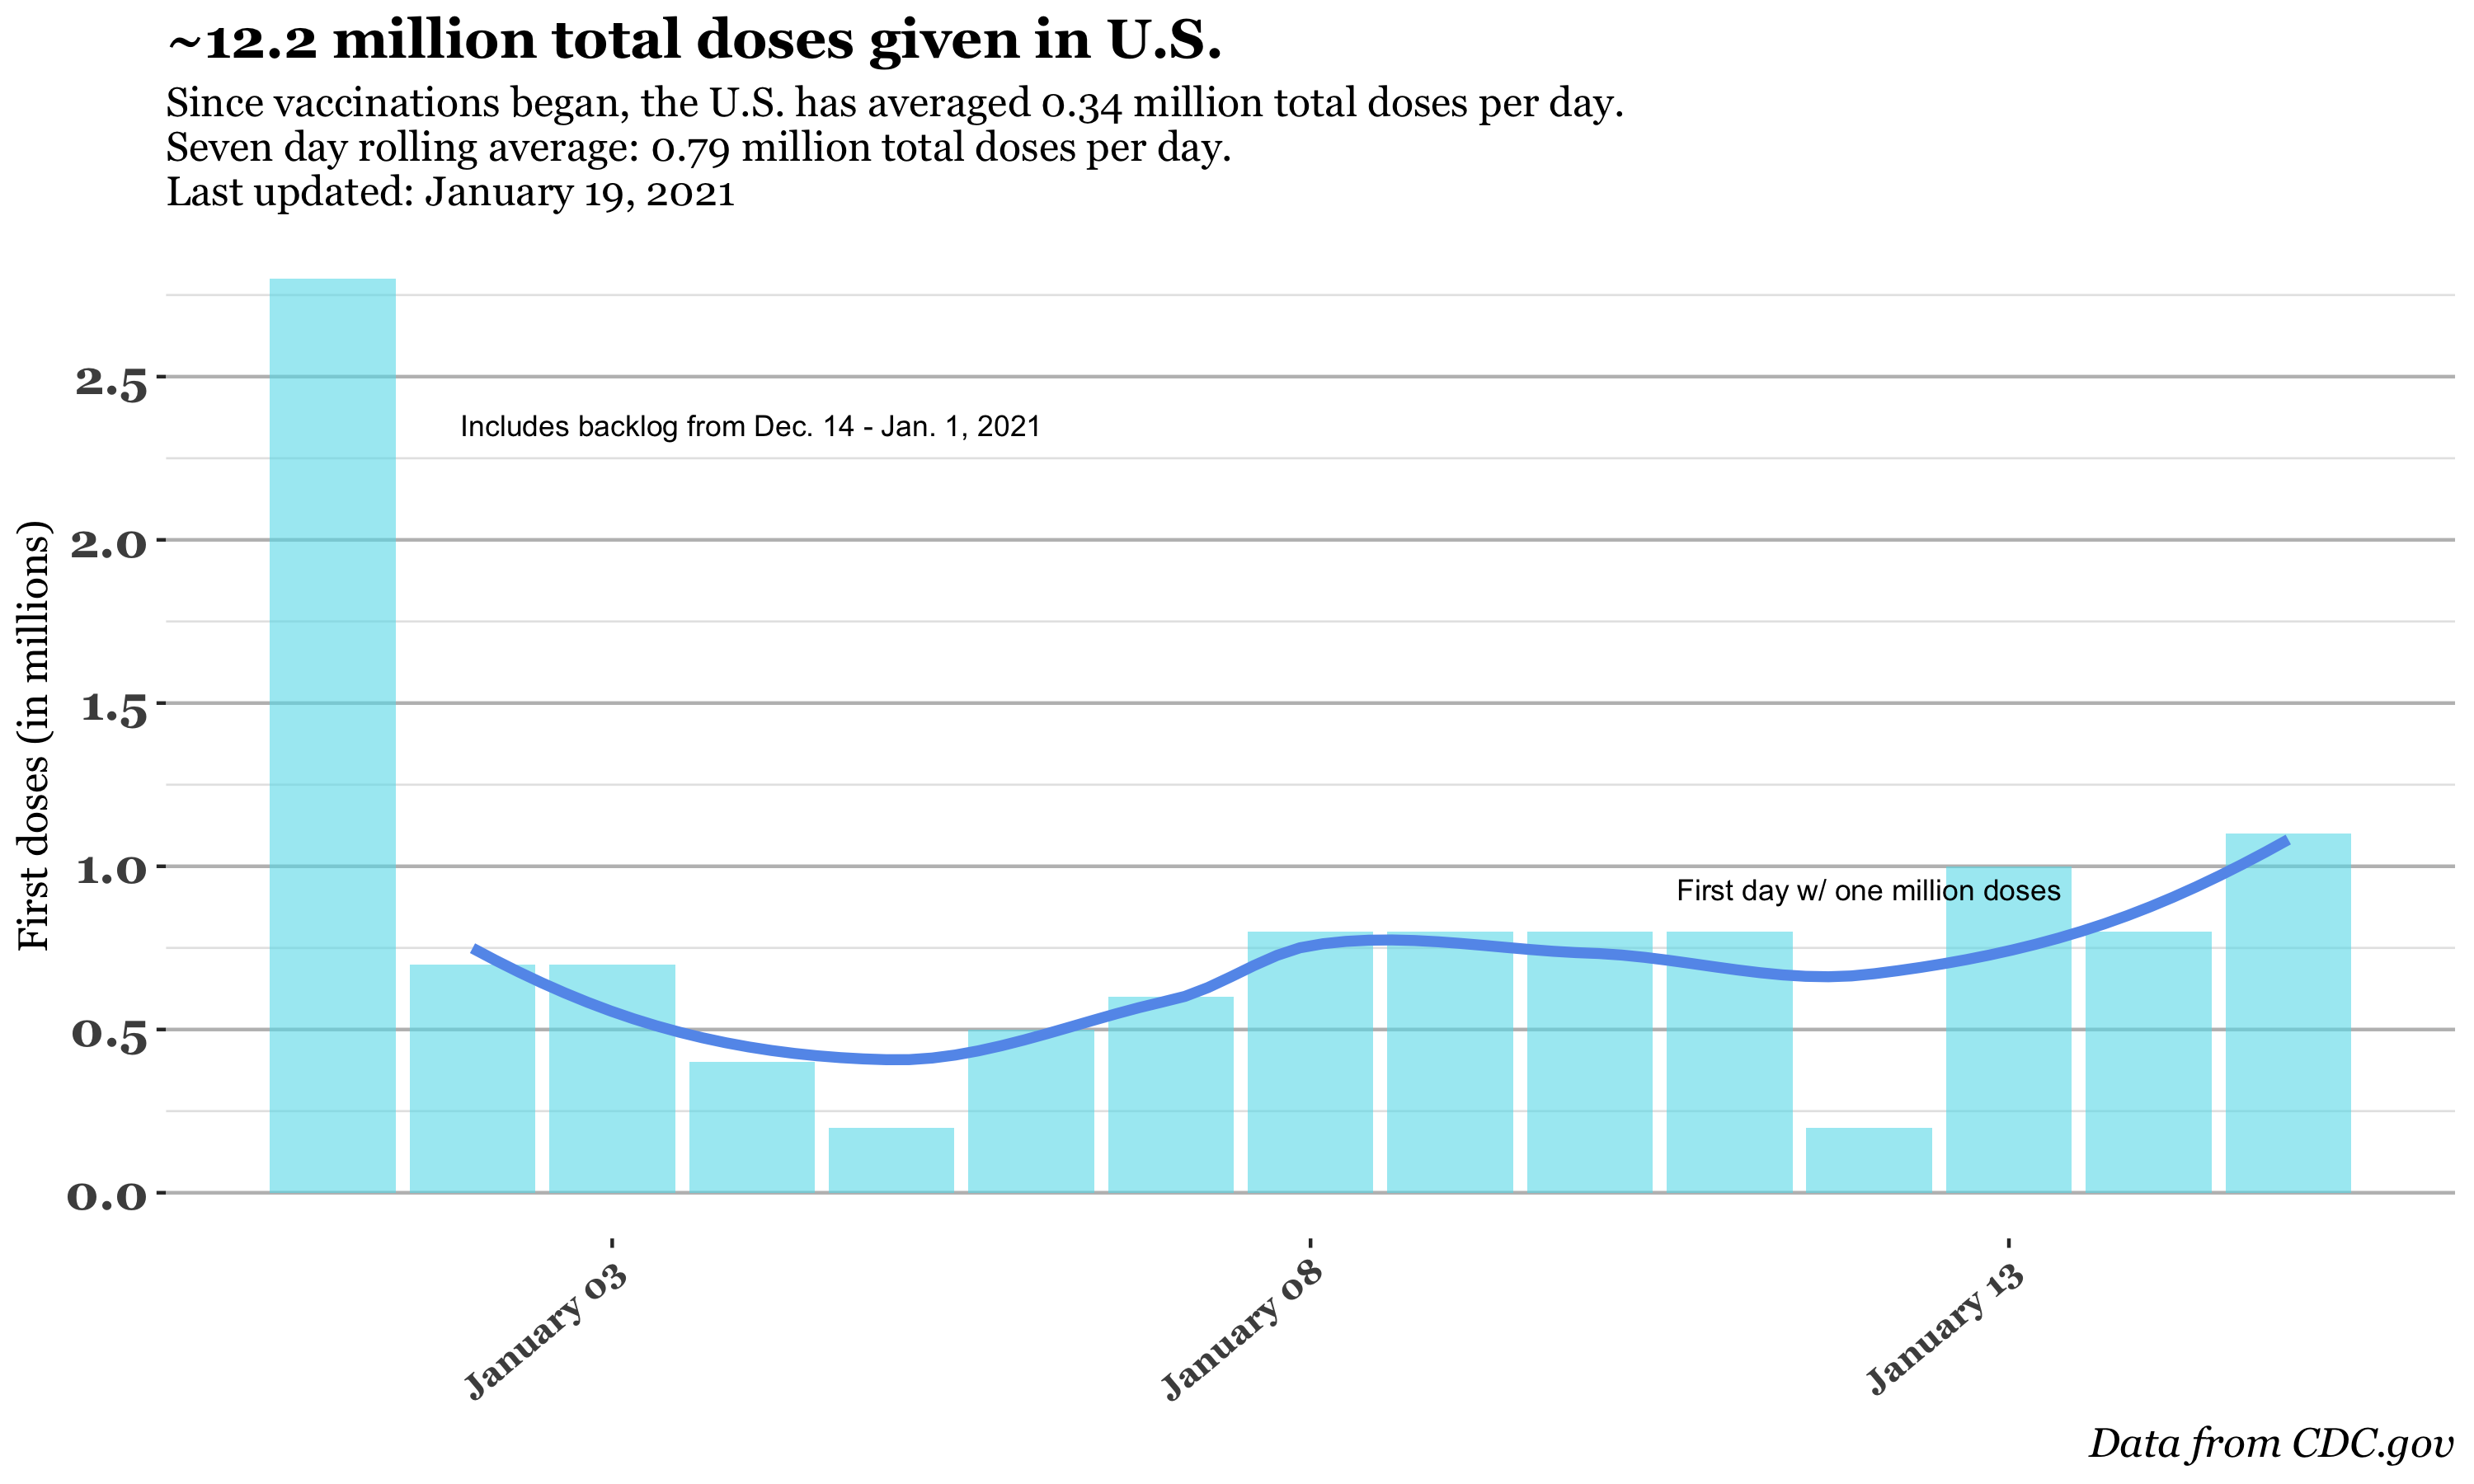 ~12.2 million total doses given in U.S.
Since vaccinations began, the U.S. has averaged 0.34 million total doses per day.
Seven day rolling average: 0.79 million total doses per day.
Last updated: January 19, 2021
First doses (in millions)
2.5
Includes backlog from Dec. 14 - Jan. 1, 2021
2.0
1.5
1.0
First day w/ one million doses
0.5
0.0
January 03
January 08
January 13
Data from CDC.gov